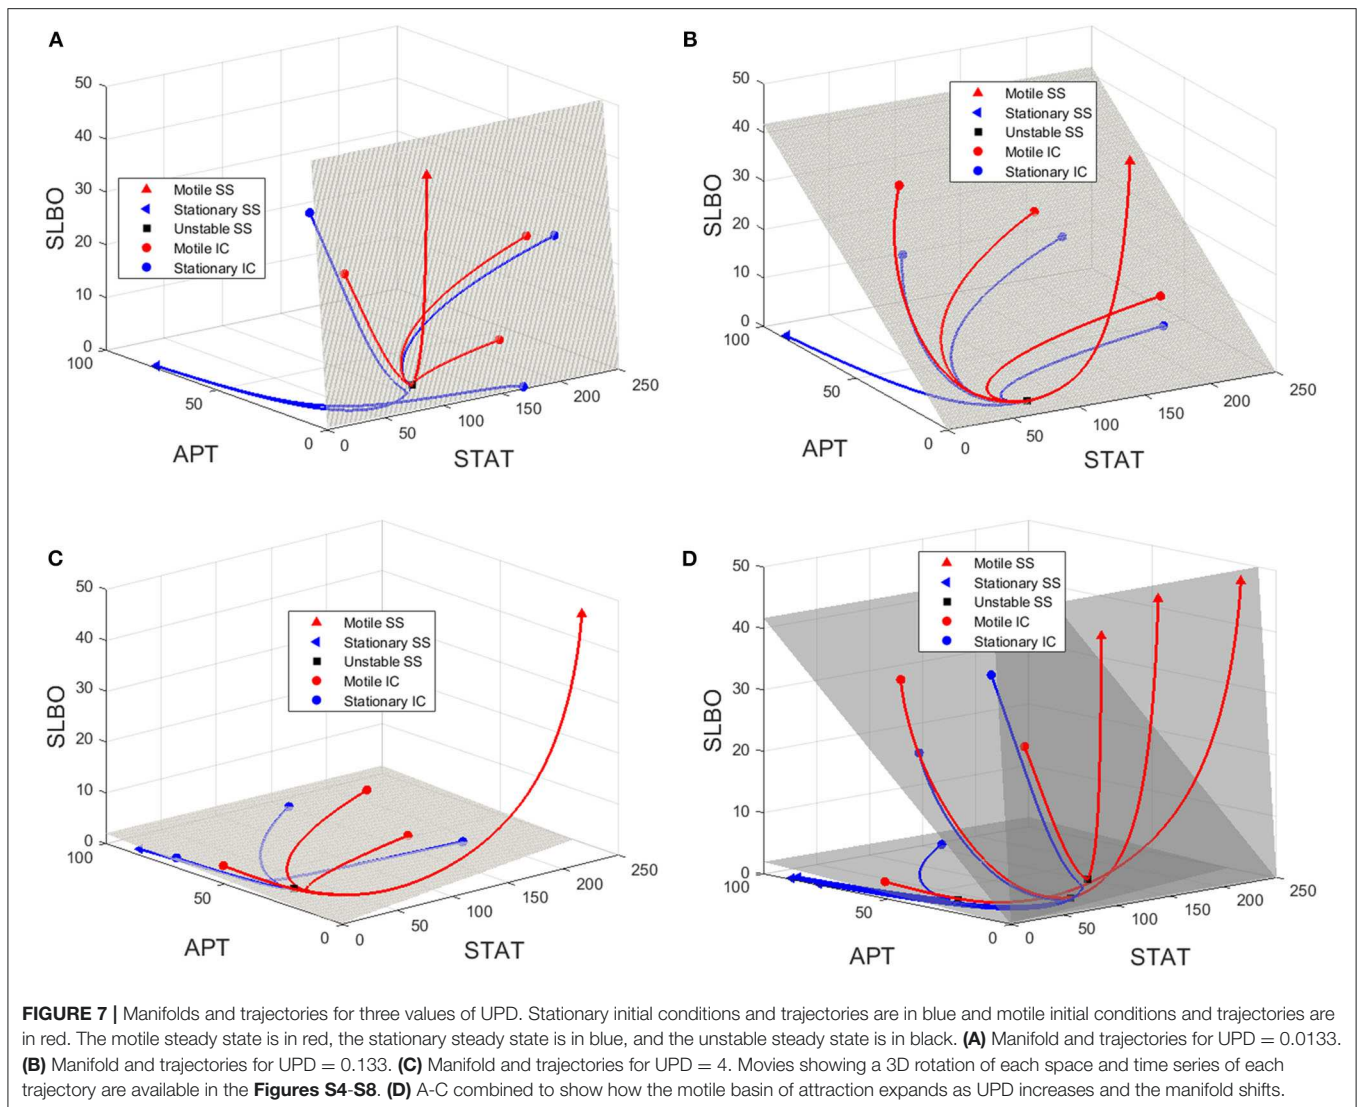 A
50
40
30
20
10
0
SLBO
100
50
0
APT
0
50
100
150
200
250
STAT
Motile SS
Stationary SS
Unstable SS
Motile IC
Stationary IC
B
50
40
30
20
10
0
SLBO
100
50
0
APT
0
50
100
150
200
250
STAT
Motile SS
Stationary SS
Unstable SS
Motile IC
Stationary IC
C
50
40
30
20
10
0
SLBO
100
50
0
APT
0
50
100
150
200
250
STAT
Motile SS
Stationary SS
Unstable SS
Motile IC
Stationary IC
D
50
40
30
20
10
0
SLBO
100
50
0
APT
0
50
100
150
200
250
STAT
Motile SS
Stationary SS
Unstable SS
Motile IC
Stationary IC
FIGURE 7 | Manifolds and trajectories for three values of UPD. Stationary initial conditions and trajectories are in blue and motile initial conditions and trajectories are
in red. The motile steady state is in red, the stationary steady state is in blue, and the unstable steady state is in black. (A) Manifold and trajectories for UPD = 0.0133.
(B) Manifold and trajectories for UPD = 0.133. (C) Manifold and trajectories for UPD = 4. Movies showing a 3D rotation of each space and time series of each
trajectory are available in the Figures S4-S8. (D) A-C combined to show how the motile basin of attraction expands as UPD increases and the manifold shifts.